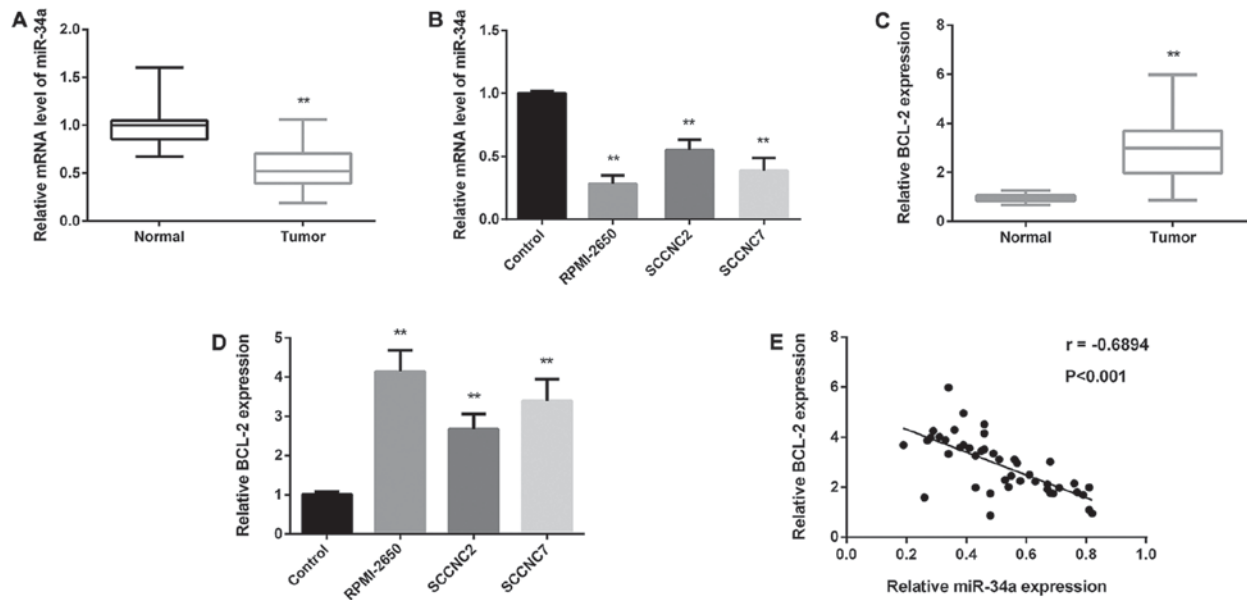 A
Relative mRNA level of miR-34a
2.0
1.5
1.0
0.5
0.0
**
Normal
Tumor
B
Relative mRNA level of miR-34a
1.5
1.0
0.5
0.0
**
**
**
Control
RPMI-2650
SCCNC2
SCCNC7
C
Relative BCL-2 expression
8
6
4
2
0
**
Normal
Tumor
D
Relative BCL-2 expression
5
4
3
2
1
0
**
**
**
Control
RPMI-2650
SCCNC2
SCCNC7
E
Relative BCL-2 expression
8
6
4
2
0
r = -0.6894
P<0.001
0.0
0.2
0.4
0.6
0.8
1.0
Relative miR-34a expression